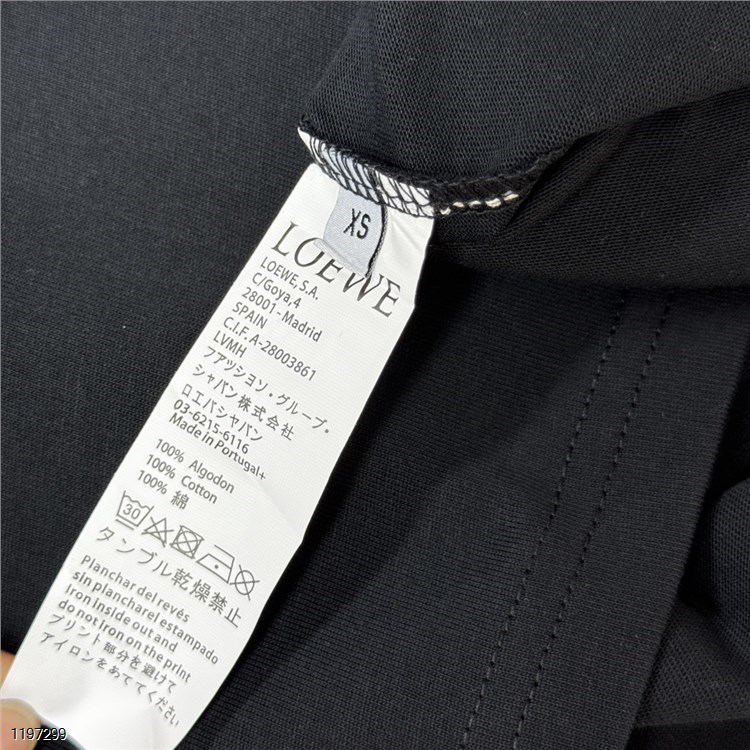 XS
LOEWE
LOEWE, S.A.
C/Goya,4
28001-Madrid
SPAIN
C.I.F. A-28003861
LVMH
ファッション・グループ。
ジャパン株式会社
ロエバジャパン
03-6215-6116
Made in Portugal+
100% Algodon
100% Cotton
100% 綿
30
タンブル乾燥禁止
Planchar del revés
sin plancharel estampado
Iron inside out and
do not Iron on the print
プリント部分を避けて
アイロンをあててください
1197299